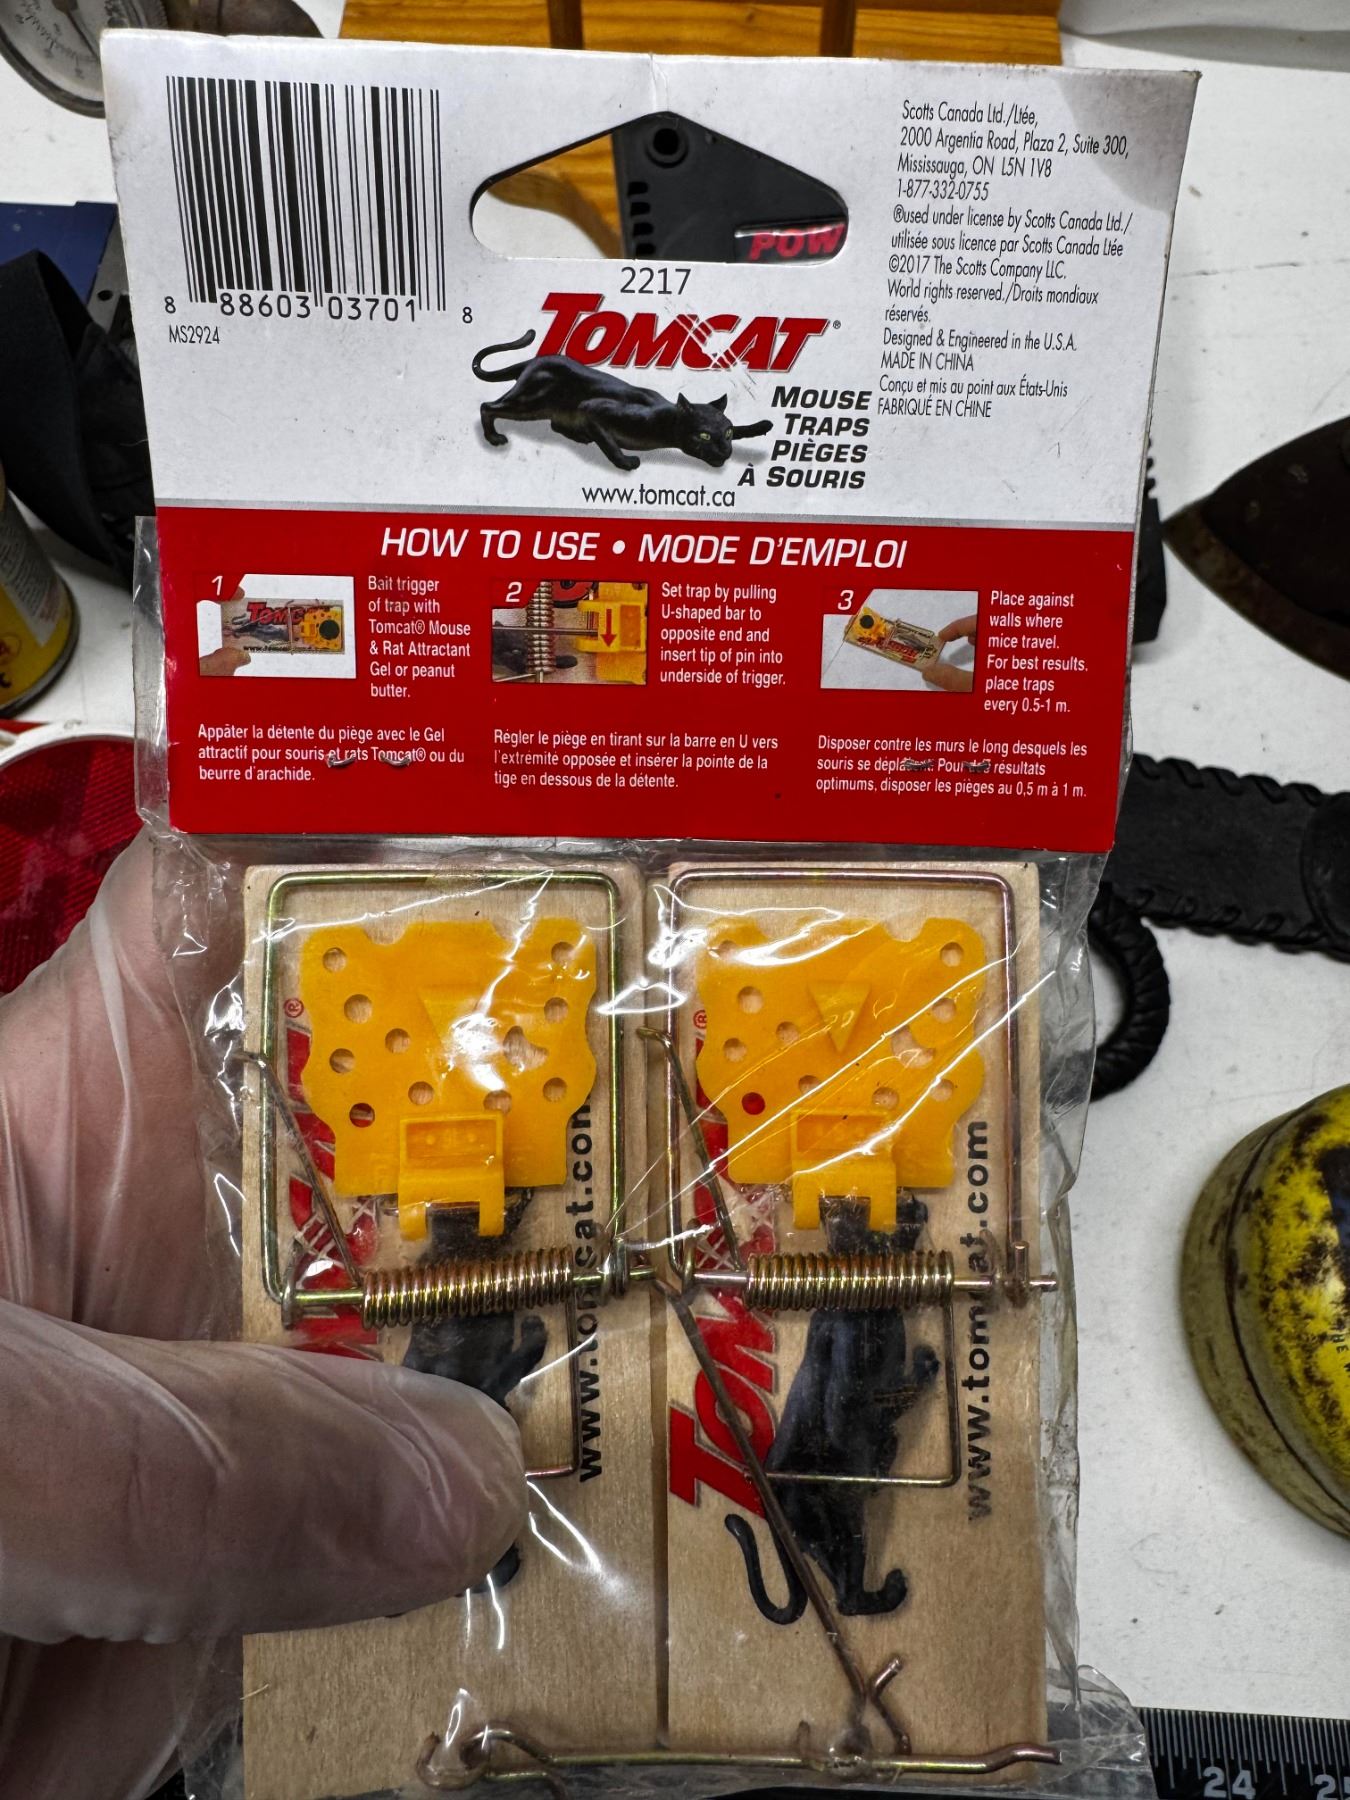 8 88603 03701 8
MS2924
2217
TOMCAT®
MOUSE
TRAPS
PIÈGES
À SOURIS
www.tomcat.ca
Scotts Canada Ltd./Ltée,
2000 Argentia Road, Plaza 2, Suite 300,
Mississauga, ON L5N 1V8
1-877-332-0755
®used under license by Scotts Canada Ltd./
utilisée sous licence par Scotts Canada Ltée
©2017 The Scotts Company LLC.
World rights reserved./Droits mondiaux
réservés.
Designed & Engineered in the U.S.A.
MADE IN CHINA
Conçu et mis au point aux États-Unis
FABRIQUÉ EN CHINE
POW
HOW TO USE • MODE D'EMPLOI
1
Bait trigger
of trap with
Tomcat® Mouse
& Rat Attractant
Gel or peanut
butter.
Appâter la détente du piège avec le Gel
attractif pour souris et rats Tomcat® ou du
beurre d'arachide.
2
Set trap by pulling
U-shaped bar to
opposite end and
insert tip of pin into
underside of trigger.
Régler le piège en tirant sur la barre en U vers
l'extrémité opposée et insérer la pointe de la
tige en dessous de la détente.
3
Place against
walls where
mice travel.
For best results,
place traps
every 0.5-1 m.
Disposer contre les murs le long desquels les
souris se déplacent. Pour des résultats
optimums, disposer les pièges au 0,5 m à 1 m.
www.tomcat.com
www.tomcat.com
24